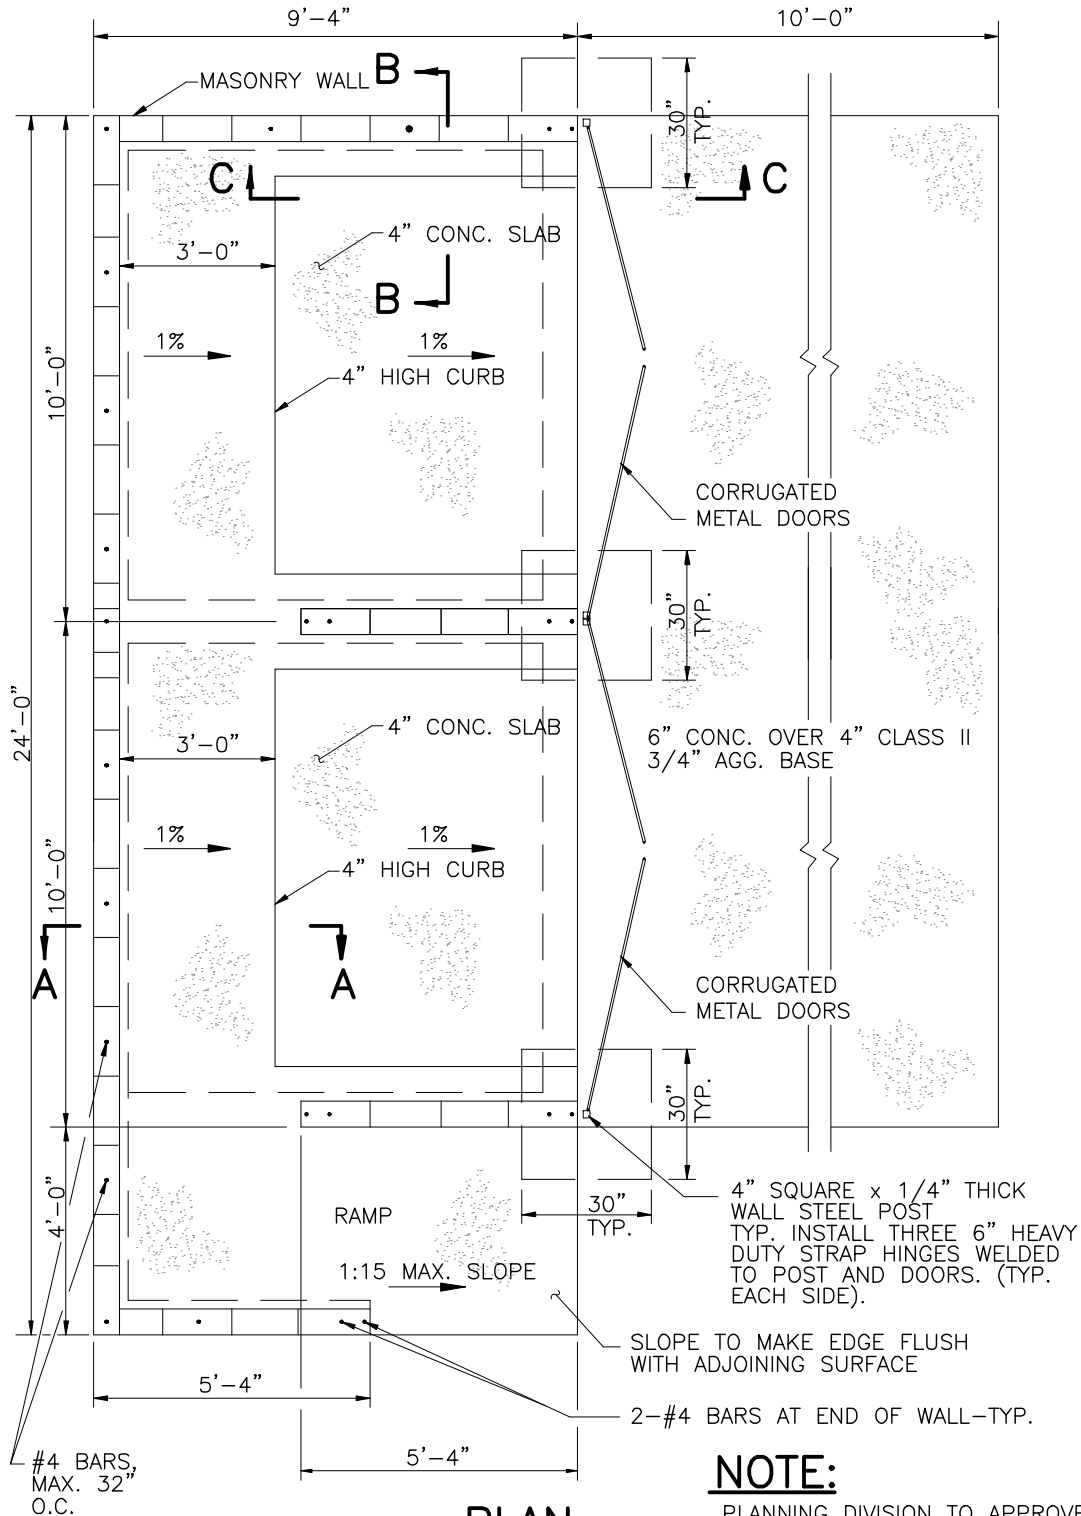 9'-4"
10'-0"
MASONRY WALL
B
30"
TYP.
C
C
4" CONC. SLAB
3'-0"
B
1%
1%
4" HIGH CURB
10'-0"
CORRUGATED
METAL DOORS
30"
TYP.
24'-0"
4" CONC. SLAB
3'-0"
6" CONC. OVER 4" CLASS II
3/4" AGG. BASE
1%
1%
4" HIGH CURB
10'-0"
A
A
CORRUGATED
METAL DOORS
30"
TYP.
4" SQUARE x 1/4" THICK
WALL STEEL POST
TYP. INSTALL THREE 6" HEAVY
DUTY STRAP HINGES WELDED
TO POST AND DOORS. (TYP.
EACH SIDE).
30"
TYP.
4'-0"
RAMP
1:15 MAX. SLOPE
SLOPE TO MAKE EDGE FLUSH
WITH ADJOINING SURFACE
5'-4"
2-#4 BARS AT END OF WALL-TYP.
5'-4"
#4 BARS,
MAX. 32"
O.C.
NOTE:
PLAN
PLANNING DIVISION TO APPROVE